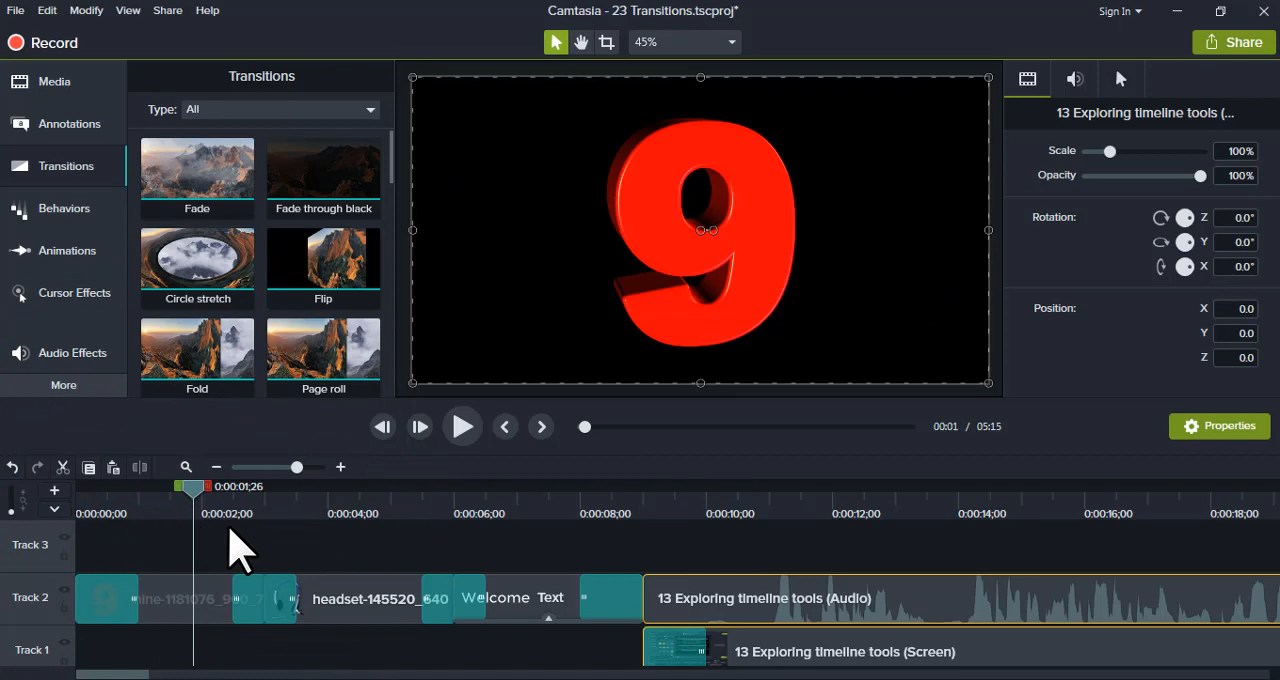 File Edit Modify View Share Help
Camtasia - 23 Transitions.tscproj*
Sign In
Record
45%
Share
Media
Annotations
Transitions
Behaviors
Animations
Cursor Effects
Audio Effects
More
Transitions
Type: All
Fade
Fade through black
Circle stretch
Flip
Fold
Page roll
9
13 Exploring timeline tools (...
Scale 100%
Opacity 100%
Rotation: Z 0.0°
Y 0.0°
X 0.0°
Position: X 0.0
Y 0.0
Z 0.0
00:01 / 05:15
Properties
0:00:01;26
0:00:00;00 0:00:02;00 0:00:04;00 0:00:06;00 0:00:08;00 0:00:10;00 0:00:12;00 0:00:14;00 0:00:16;00 0:00:18;00
Track 3
Track 2
headset-145520_640
Welcome Text
13 Exploring timeline tools (Audio)
Track 1
13 Exploring timeline tools (Screen)